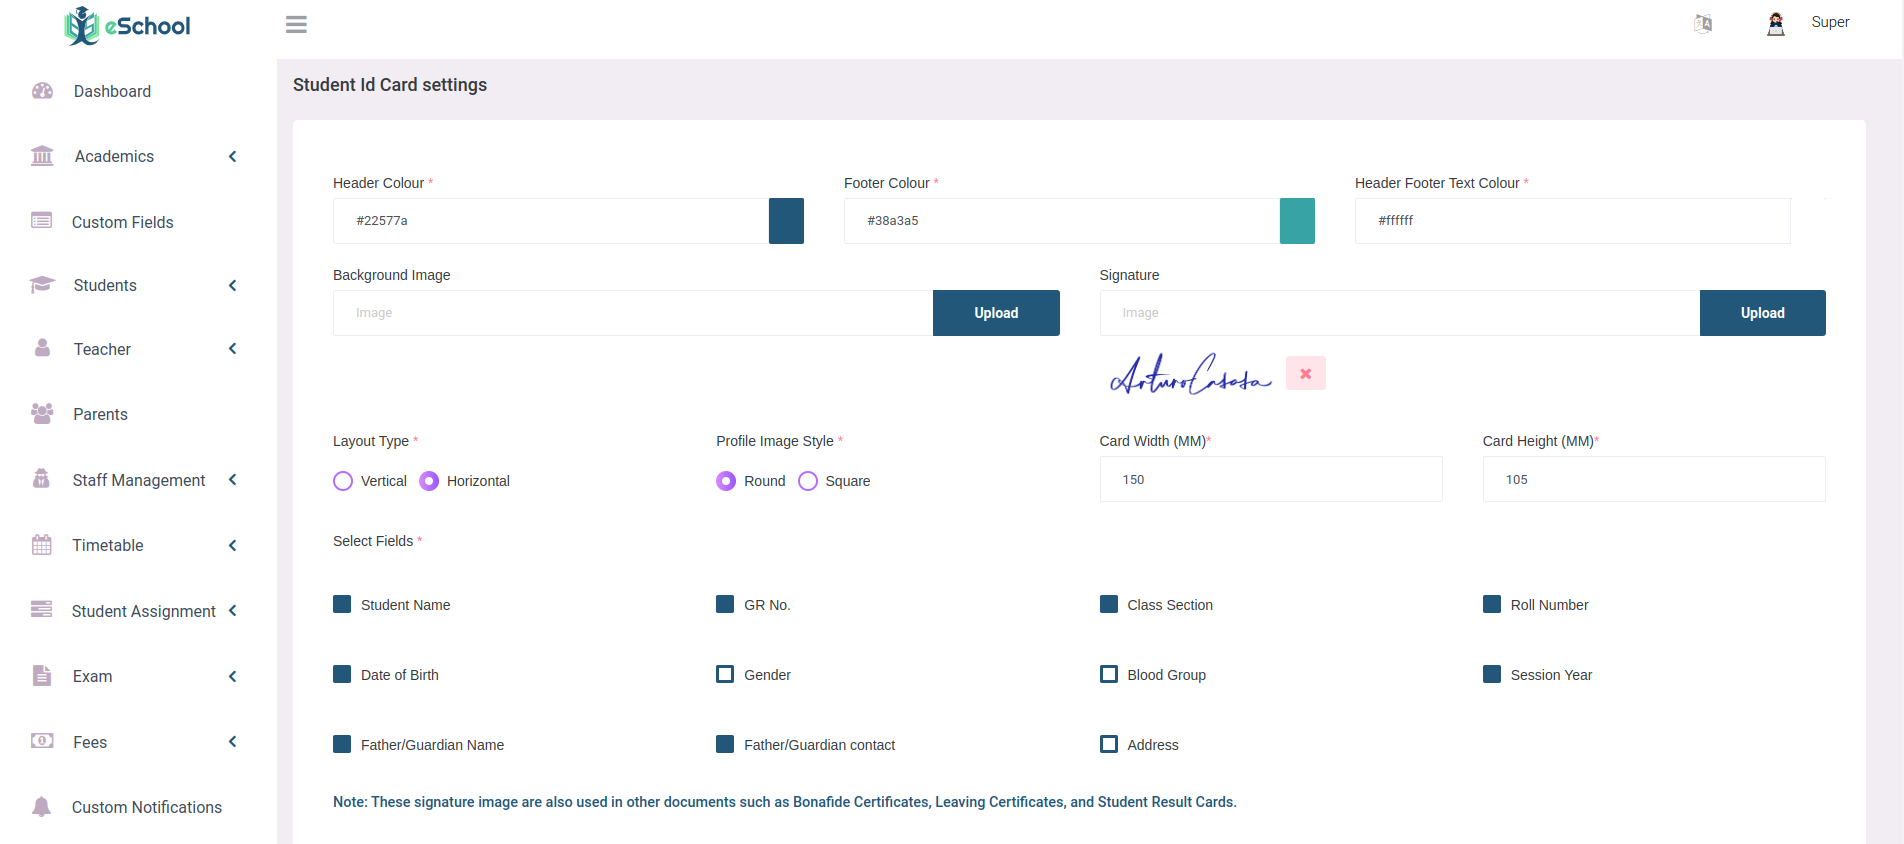 eSchool
Super
Dashboard
Academics
Custom Fields
Students
Teacher
Parents
Staff Management
Timetable
Student Assignment
Exam
Fees
Custom Notifications
Student Id Card settings
Header Colour *
Footer Colour *
Header Footer Text Colour *
#22577a
#38a3a5
#ffffff
Background Image
Signature
Image
Upload
Image
Upload
Arturo Casasa
Layout Type *
Profile Image Style *
Card Width (MM)*
Card Height (MM)*
Vertical
Horizontal
Round
Square
150
105
Select Fields *
Student Name
GR No.
Class Section
Roll Number
Date of Birth
Gender
Blood Group
Session Year
Father/Guardian Name
Father/Guardian contact
Address
Note: These signature image are also used in other documents such as Bonafide Certificates, Leaving Certificates, and Student Result Cards.